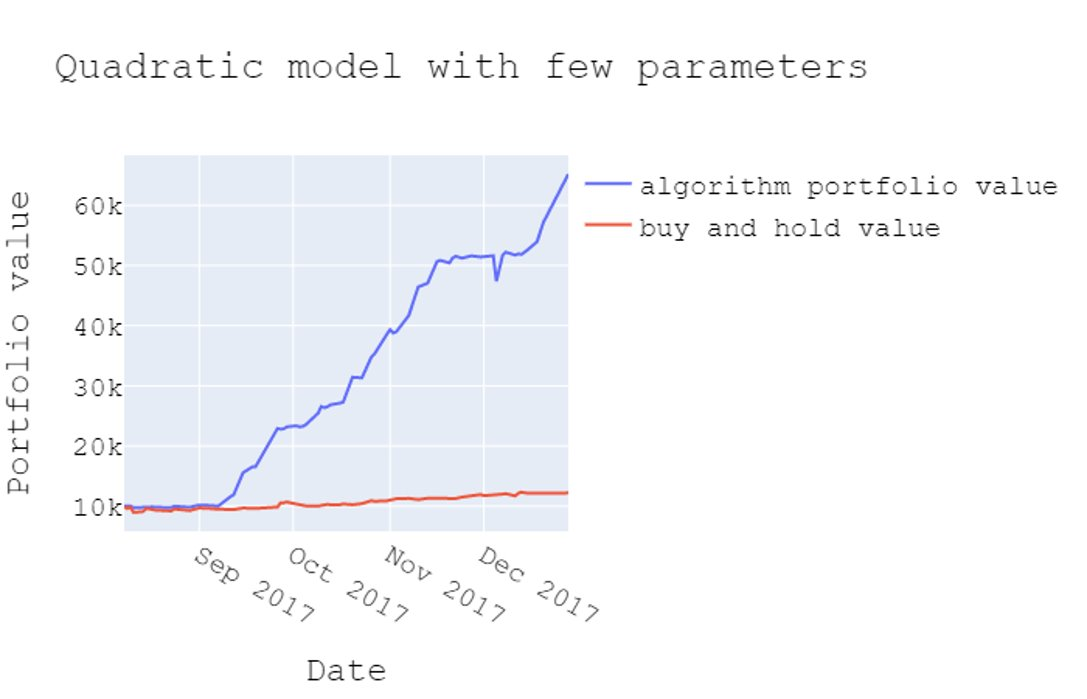 Quadratic model with few parameters
algorithm portfolio value
buy and hold value
Portfolio value
60k
50k
40k
30k
20k
10k
Sep 2017
Oct 2017
Nov 2017
Dec 2017
Date